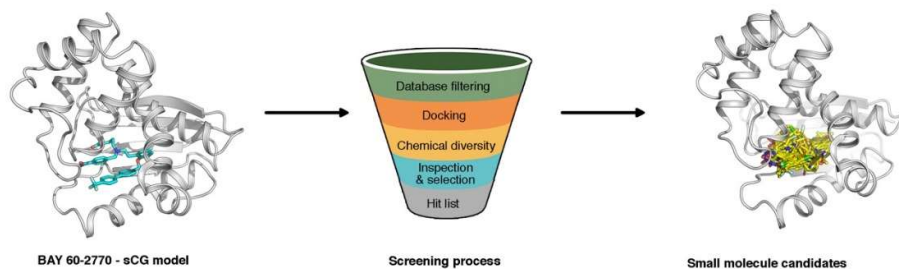 Database filtering
Docking
Chemical diversity
Inspection
& selection
Hit list
BAY 60-2770 - sCG model
Screening process
Small molecule candidates